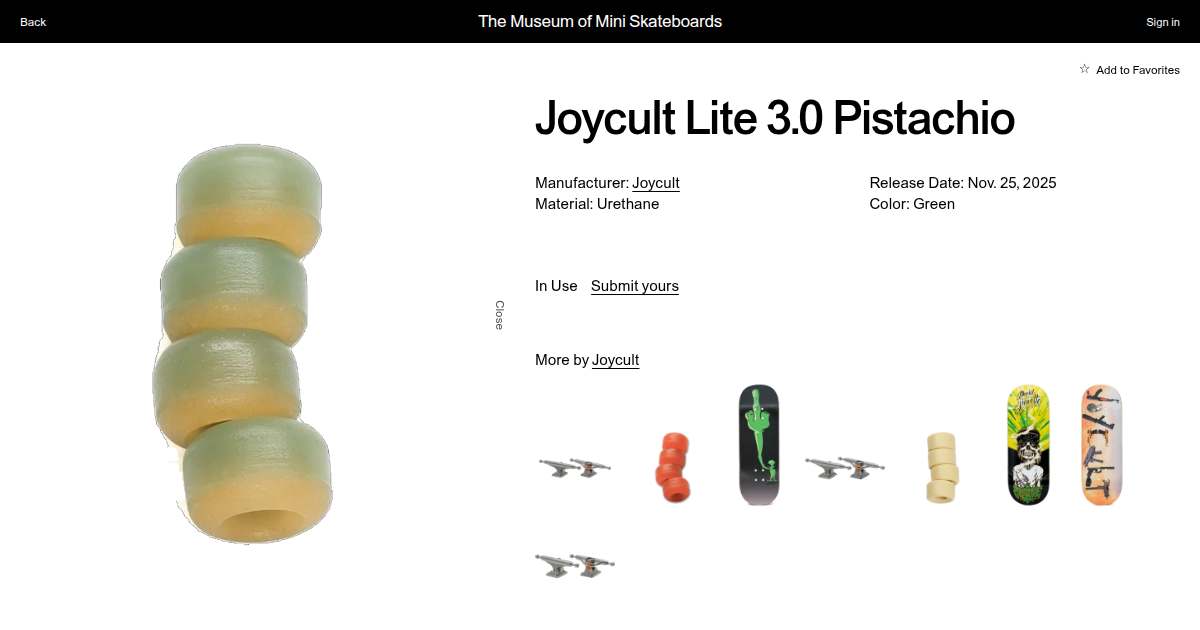 Back
The Museum of Mini Skateboards
Sign in
☆ Add to Favorites
Joycult Lite 3.0 Pistachio
Manufacturer: Joycult
Material: Urethane
Release Date: Nov. 25, 2025
Color: Green
In Use Submit yours
Close
More by Joycult